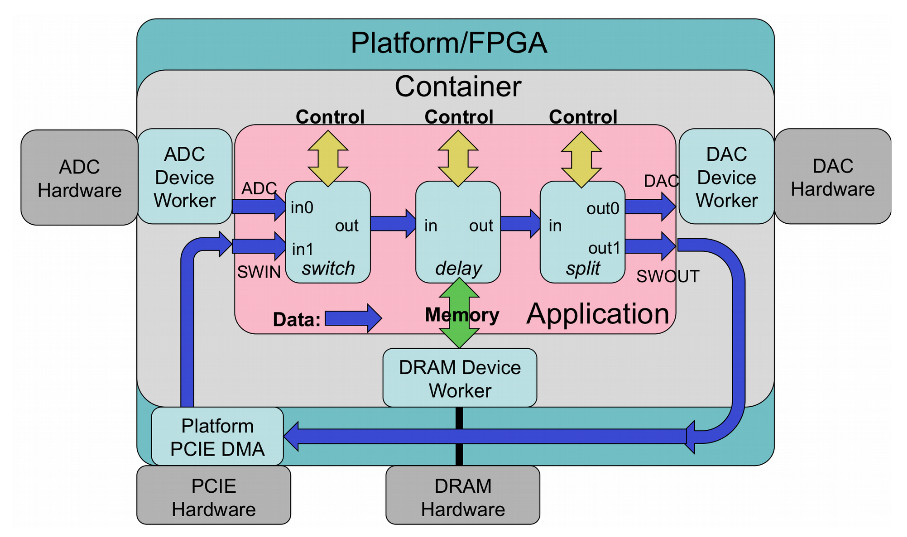 Platform/FPGA
Container
Control
Control
Control
ADC
Hardware
ADC
Device
Worker
ADC
in0
out
in1
SWIN
switch
in
out
delay
in
out0
out1
split
DAC
SWOUT
DAC
Device
Worker
DAC
Hardware
Data:
Memory
Application
DRAM Device
Worker
Platform
PCIE DMA
PCIE
Hardware
DRAM
Hardware